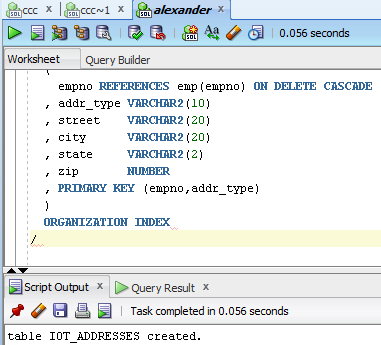 ccc ccc~1 alexander
0.056 seconds
Worksheet Query Builder
(
empno REFERENCES emp(empno) ON DELETE CASCADE
, addr_type VARCHAR2(10)
, street VARCHAR2(20)
, city VARCHAR2(20)
, state VARCHAR2(2)
, zip NUMBER
, PRIMARY KEY (empno,addr_type)
)
ORGANIZATION INDEX
/
Script Output x Query Result x
Task completed in 0.056 seconds
table IOT_ADDRESSES created.